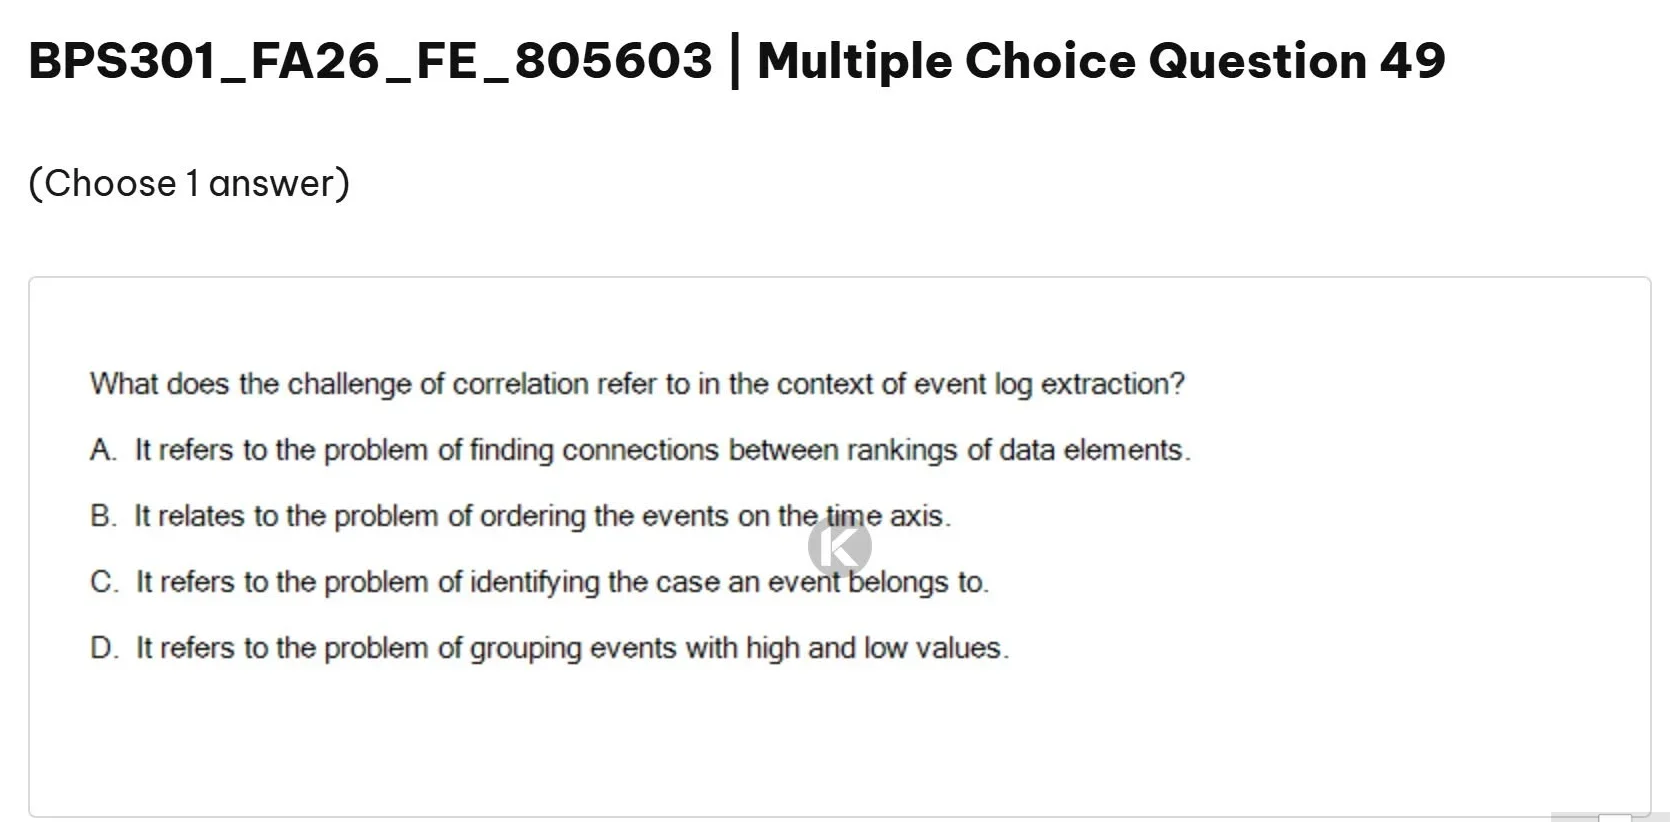 BPS301_FA26_FE_805603 | Multiple Choice Question 49
(Choose 1 answer)
What does the challenge of correlation refer to in the context of event log extraction?
A. It refers to the problem of finding connections between rankings of data elements.
B. It relates to the problem of ordering the events on the time axis.
K
C. It refers to the problem of identifying the case an event belongs to.
D. It refers to the problem of grouping events with high and low values.